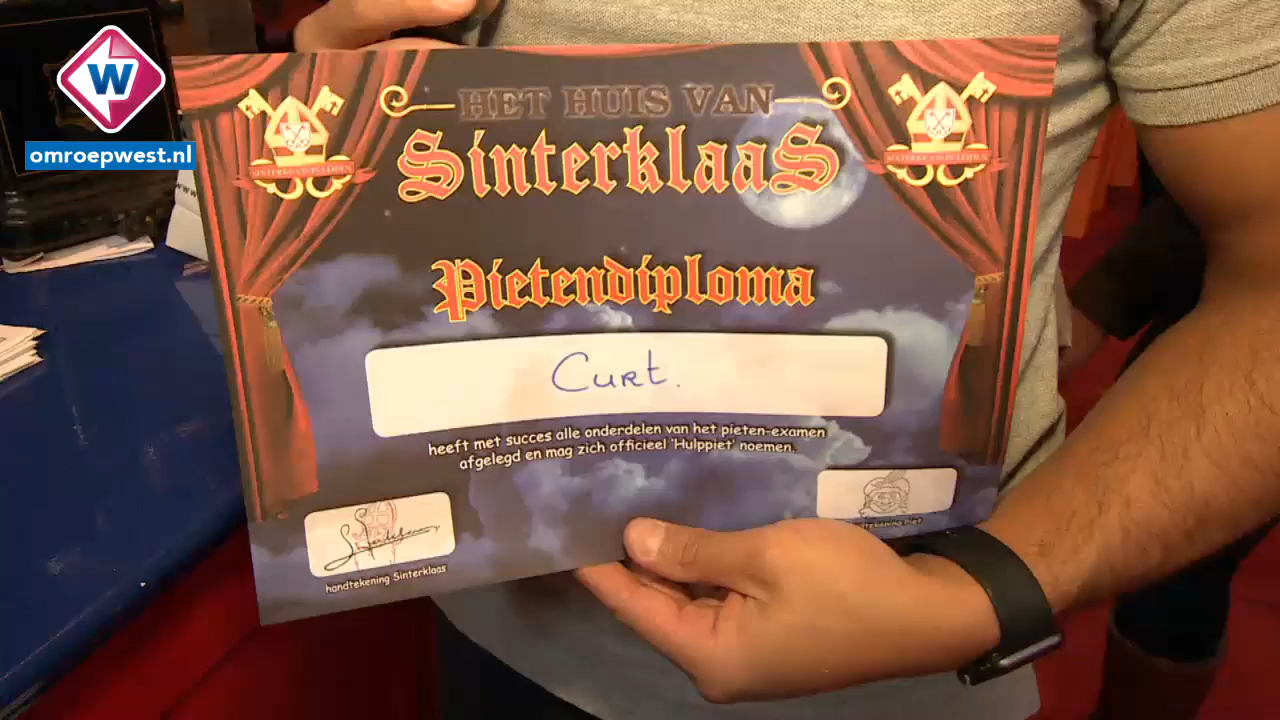 W
omroepwest.nl
www
HET HUIS VAN
SinterklaaS
Pietendiploma
Curt.
heeft met succes alle onderdelen van het pieten-examen
afgelegd en mag zich officieel 'Hulppiet' noemen.
handtekening Sinterklaas